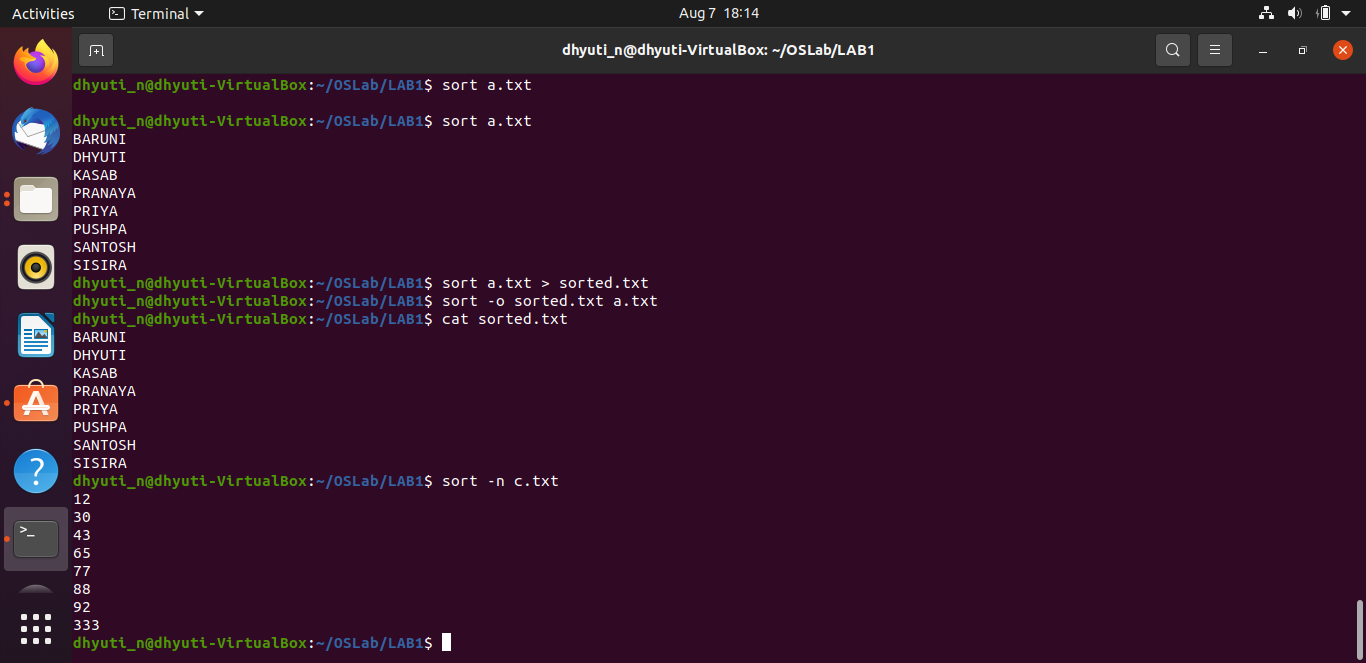 Activities
Terminal
Aug 7 18:14
dhyuti_n@dhyuti-VirtualBox: ~/OSLab/LAB1
dhyuti_n@dhyuti-VirtualBox:~/OSLab/LAB1$ sort a.txt
dhyuti_n@dhyuti-VirtualBox:~/OSLab/LAB1$ sort a.txt
BARUNI
DHYUTI
KASAB
PRANAYA
PRIYA
PUSHPA
SANTOSH
SISIRA
dhyuti_n@dhyuti-VirtualBox:~/OSLab/LAB1$ sort a.txt > sorted.txt
dhyuti_n@dhyuti-VirtualBox:~/OSLab/LAB1$ sort -o sorted.txt a.txt
dhyuti_n@dhyuti-VirtualBox:~/OSLab/LAB1$ cat sorted.txt
BARUNI
DHYUTI
KASAB
PRANAYA
PRIYA
PUSHPA
SANTOSH
SISIRA
dhyuti_n@dhyuti-VirtualBox:~/OSLab/LAB1$ sort -n c.txt
12
30
43
65
77
88
92
333
dhyuti_n@dhyuti-VirtualBox:~/OSLab/LAB1$